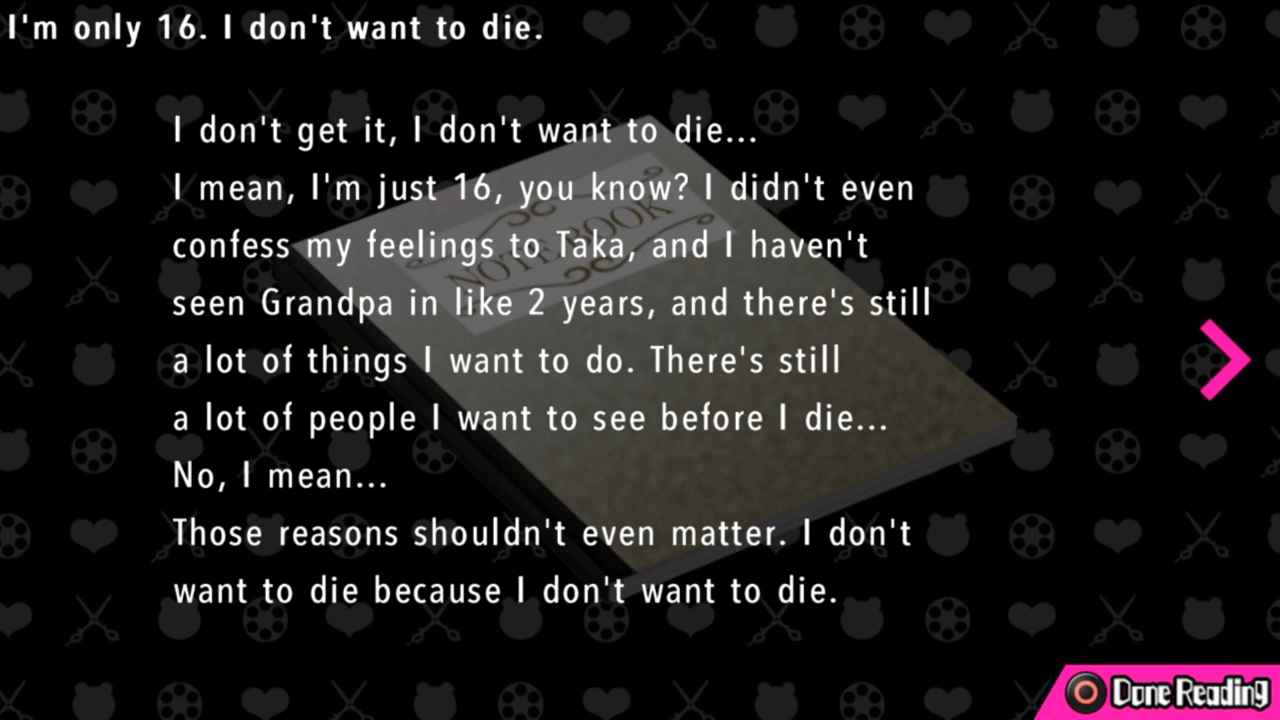 I'm only 16. I don't want to die.
I don't get it, I don't want to die...
I mean, I'm just 16, you know? I didn't even
confess my feelings to Taka, and I haven't
seen Grandpa in like 2 years, and there's still
a lot of things I want to do. There's still
a lot of people I want to see before I die...
No, I mean...
Those reasons shouldn't even matter. I don't
want to die because I don't want to die.
NOTEBOOK
Done Reading